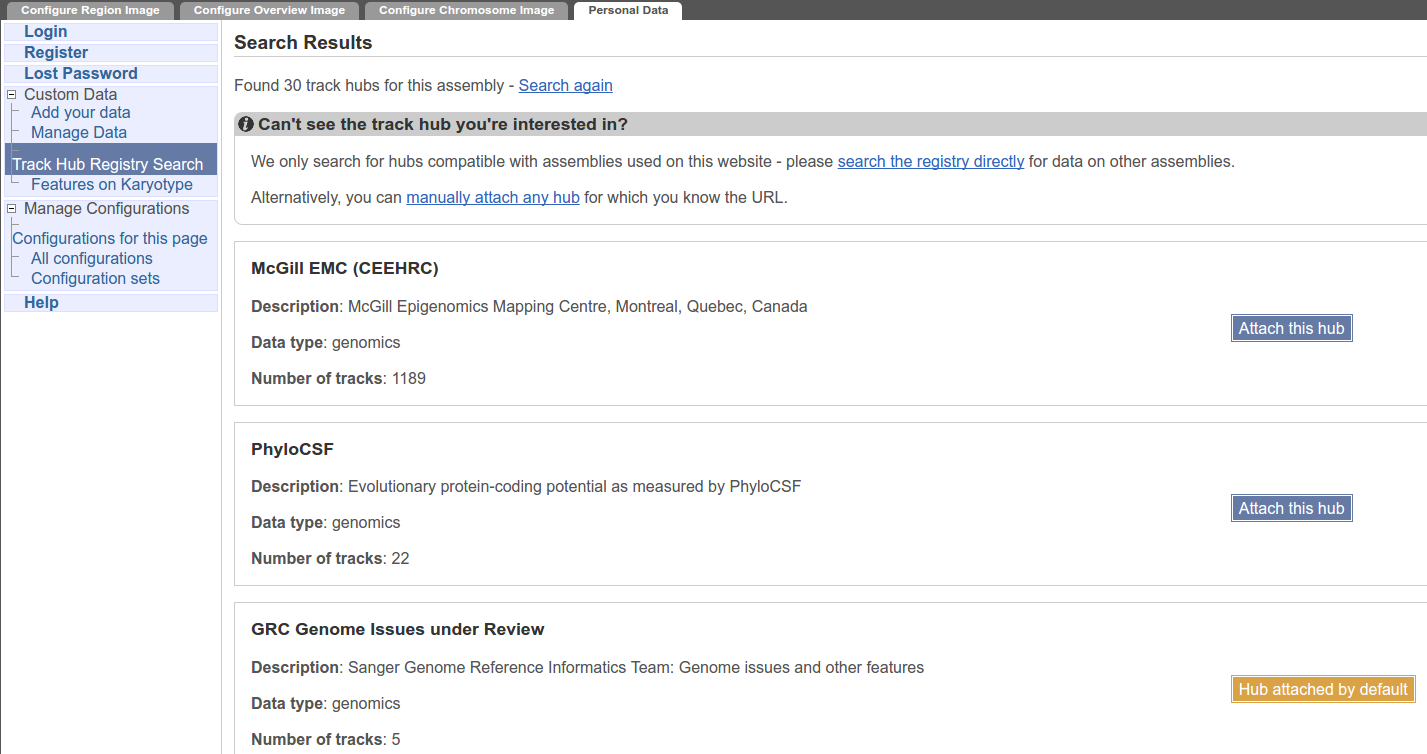 Configure Region Image
Configure Overview Image
Configure Chromosome Image
Personal Data
Login
Register
Lost Password
Custom Data
Add your data
Manage Data
Track Hub Registry Search
Features on Karyotype
Manage Configurations
Configurations for this page
All configurations
Configuration sets
Help
Search Results
Found 30 track hubs for this assembly - Search again
Can't see the track hub you're interested in?
We only search for hubs compatible with assemblies used on this website - please search the registry directly for data on other assemblies.
Alternatively, you can manually attach any hub for which you know the URL.
McGill EMC (CEEHRC)
Description: McGill Epigenomics Mapping Centre, Montreal, Quebec, Canada
Data type: genomics
Number of tracks: 1189
Attach this hub
PhyloCSF
Description: Evolutionary protein-coding potential as measured by PhyloCSF
Data type: genomics
Number of tracks: 22
Attach this hub
GRC Genome Issues under Review
Description: Sanger Genome Reference Informatics Team: Genome issues and other features
Data type: genomics
Number of tracks: 5
Hub attached by default